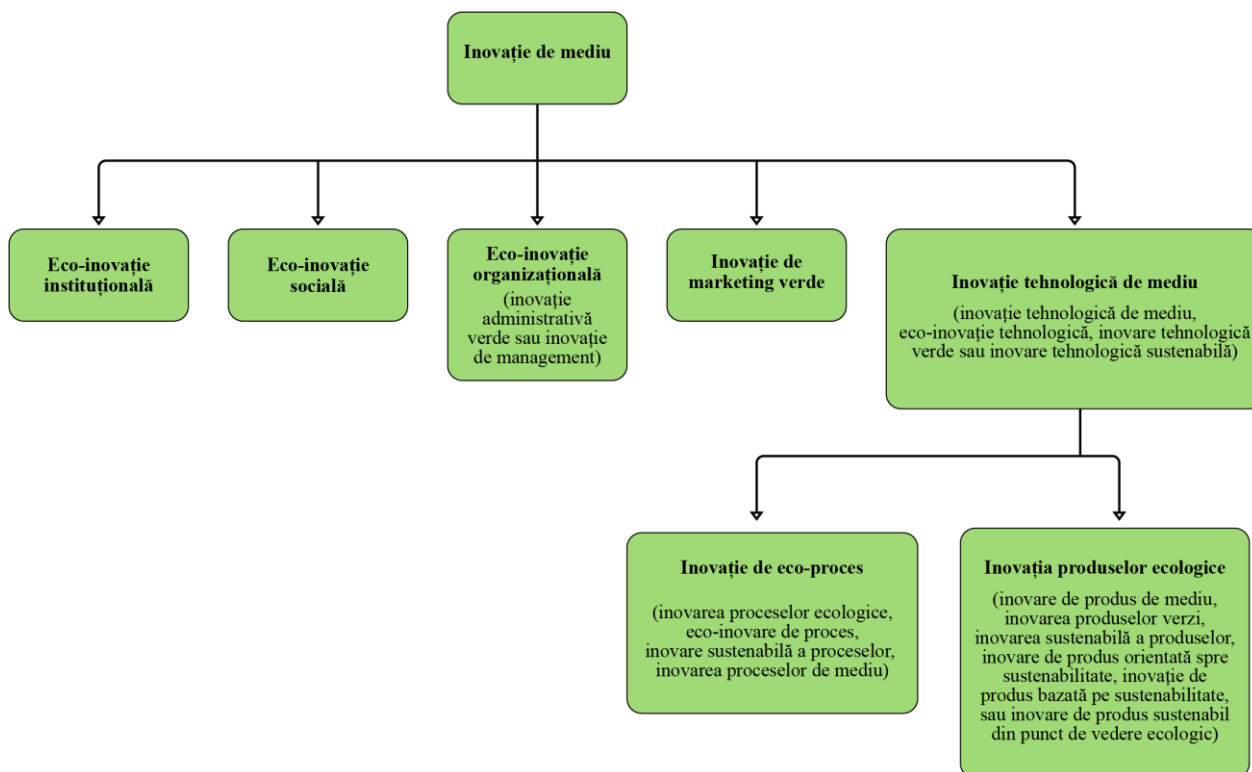 Inovație de mediu
Eco-inovație
instituțională
Eco-inovație
socială
Eco-inovație
organizațională
(inovație
administrativă
verde sau inovație
de management)
Inovație de
marketing verde
Inovație tehnologică de mediu
(inovație tehnologică de mediu,
eco-inovație tehnologică, inovare tehnologică
verde sau inovare tehnologică sustenabilă)
Inovație de eco-proces
(inovarea proceselor ecologice,
eco-inovare de proces,
inovare sustenabilă a proceselor,
inovarea proceselor de mediu)
Inovația produselor ecologice
(inovare de produs de mediu,
inovarea produselor verzi,
inovarea sustenabilă a produselor,
inovare de produs orientată spre
sustenabilitate, inovație de
produs bazată pe sustenabilitate,
sau inovare de produs sustenabil
din punct de vedere ecologic)